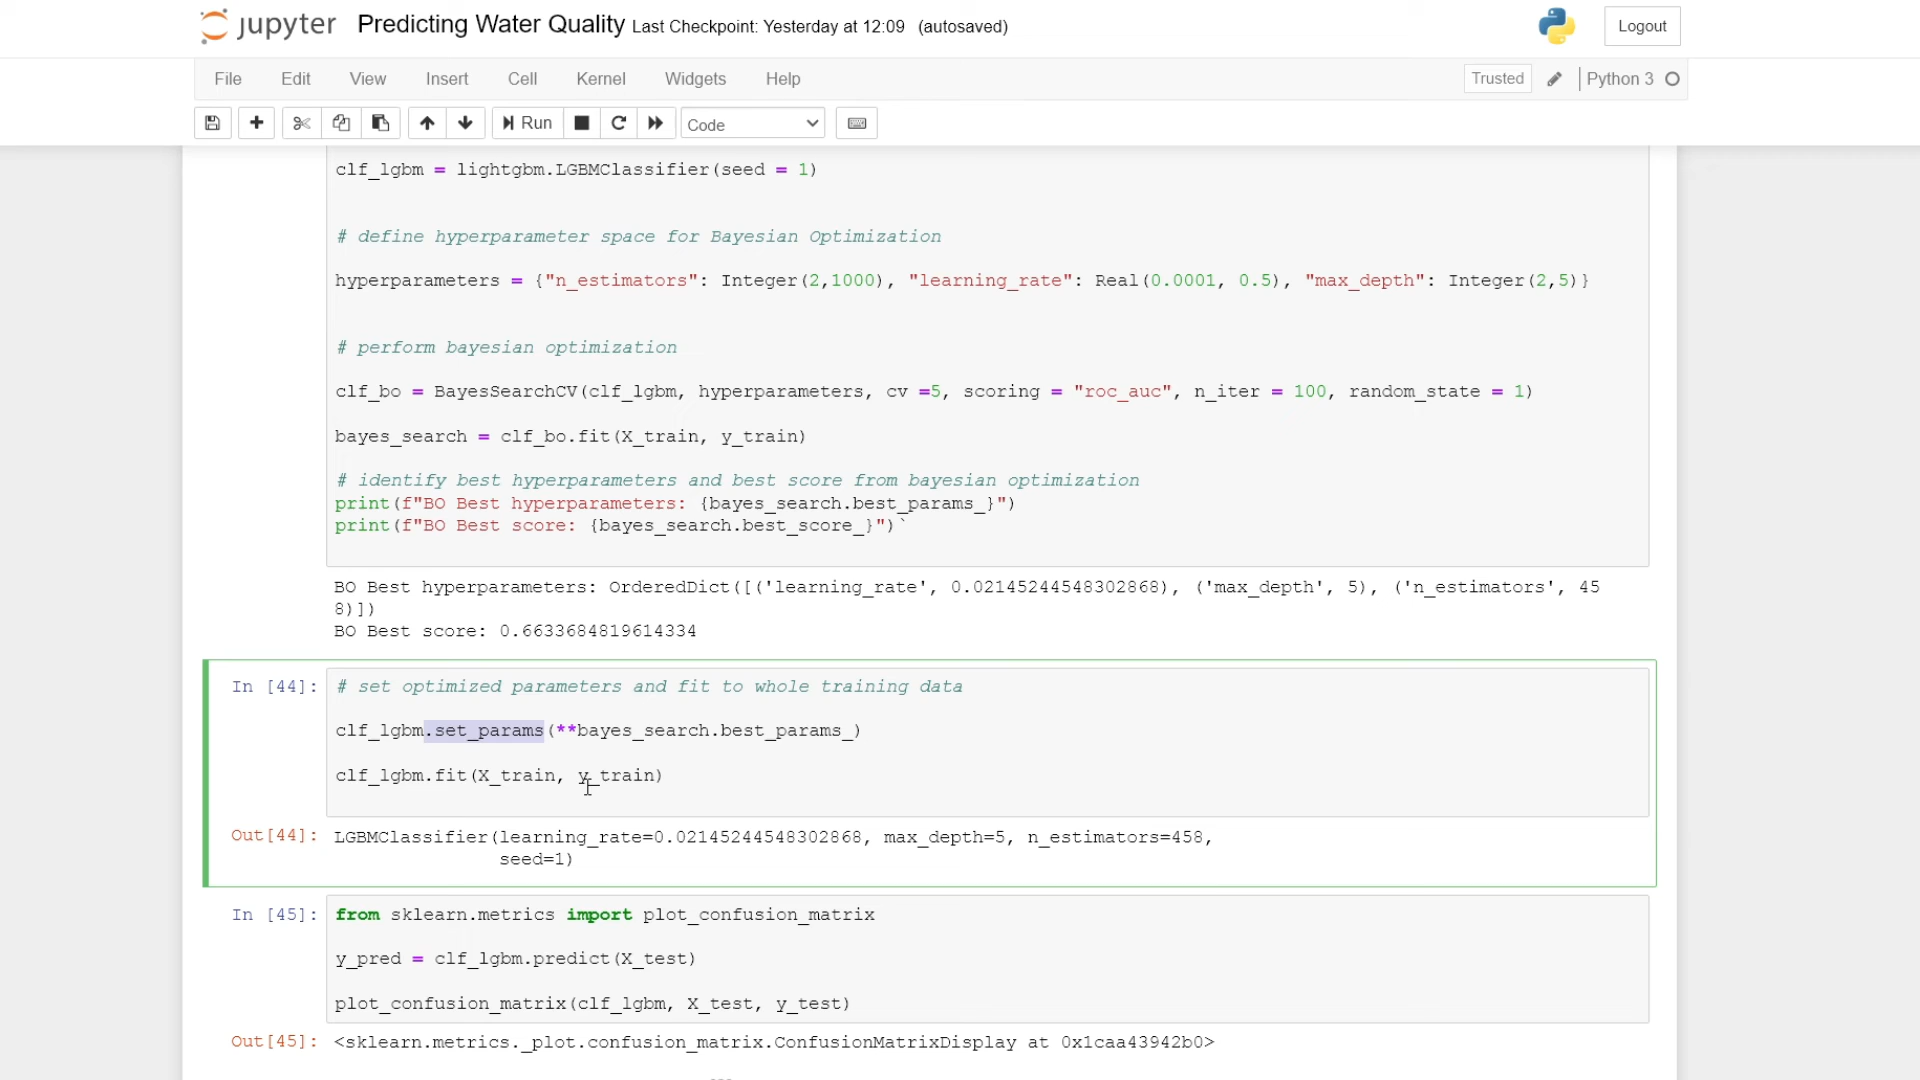 jupyter Predicting Water Quality Last Checkpoint: Yesterday at 12:09 (autosaved) Logout
File Edit View Insert Cell Kernel Widgets Help Trusted Python 3
Run Code
clf_lgbm = lightgbm.LGBMClassifier(seed = 1)
# define hyperparameter space for Bayesian Optimization
hyperparameters = {"n_estimators": Integer(2,1000), "learning_rate": Real(0.0001, 0.5), "max_depth": Integer(2,5)}
# perform bayesian optimization
clf_bo = BayesSearchCV(clf_lgbm, hyperparameters, cv =5, scoring = "roc_auc", n_iter = 100, random_state = 1)
bayes_search = clf_bo.fit(X_train, y_train)
# identify best hyperparameters and best score from bayesian optimization
print(f"BO Best hyperparameters: {bayes_search.best_params_}")
print(f"BO Best score: {bayes_search.best_score_}")`
BO Best hyperparameters: OrderedDict([('learning_rate', 0.02145244548302868), ('max_depth', 5), ('n_estimators', 45
8)])
BO Best score: 0.6633684819614334
In [44]: # set optimized parameters and fit to whole training data
clf_lgbm.set_params(**bayes_search.best_params_)
clf_lgbm.fit(X_train, y_train)
Out[44]: LGBMClassifier(learning_rate=0.02145244548302868, max_depth=5, n_estimators=458,
seed=1)
In [45]: from sklearn.metrics import plot_confusion_matrix
y_pred = clf_lgbm.predict(X_test)
plot_confusion_matrix(clf_lgbm, X_test, y_test)
Out[45]: <sklearn.metrics._plot.confusion_matrix.ConfusionMatrixDisplay at 0x1caa43942b0>